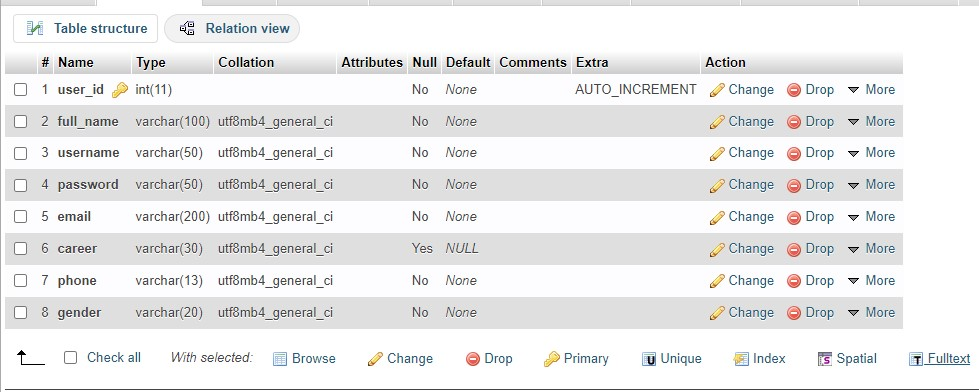 Table structure Relation view
# Name Type Collation Attributes Null Default Comments Extra Action
1 user_id int(11) No None AUTO_INCREMENT Change Drop More
2 full_name varchar(100) utf8mb4_general_ci No None Change Drop More
3 username varchar(50) utf8mb4_general_ci No None Change Drop More
4 password varchar(50) utf8mb4_general_ci No None Change Drop More
5 email varchar(200) utf8mb4_general_ci No None Change Drop More
6 career varchar(30) utf8mb4_general_ci Yes NULL Change Drop More
7 phone varchar(13) utf8mb4_general_ci No None Change Drop More
8 gender varchar(20) utf8mb4_general_ci No None Change Drop More
Check all With selected: Browse Change Drop Primary Unique Index Spatial Fulltext